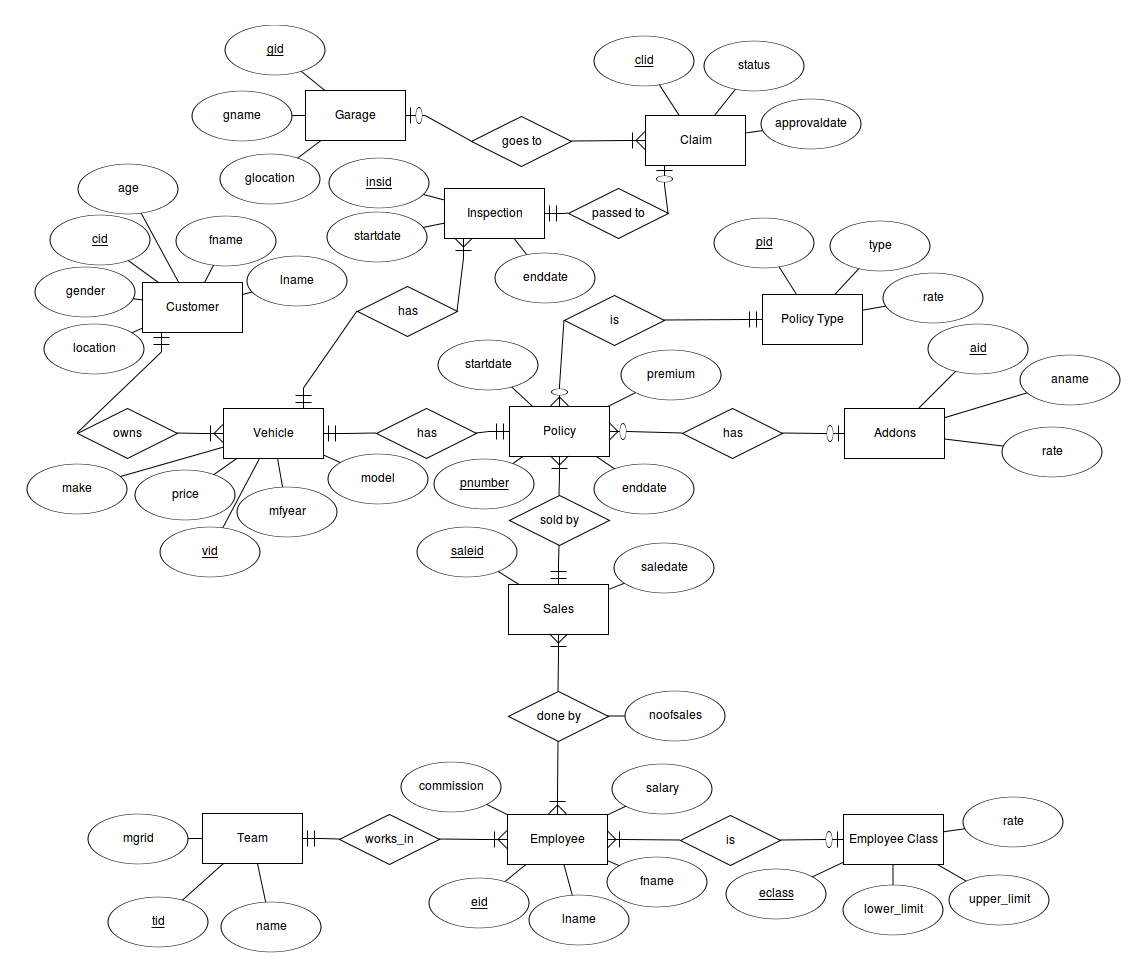 gid
clid
status
gname
Garage
goes to
Claim
approvaldate
glocation
age
insid
Inspection
passed to
startdate
cid
fname
pid
type
enddate
lname
gender
Customer
has
is
Policy Type
rate
location
startdate
premium
aid
aname
owns
Vehicle
has
Policy
has
Addons
rate
make
price
mfyear
model
pnumber
enddate
vid
sold by
saleid
saledate
Sales
done by
noofsales
commission
salary
mgrid
Team
works_in
Employee
is
Employee Class
rate
fname
eid
lname
eclass
lower_limit
upper_limit
tid
name